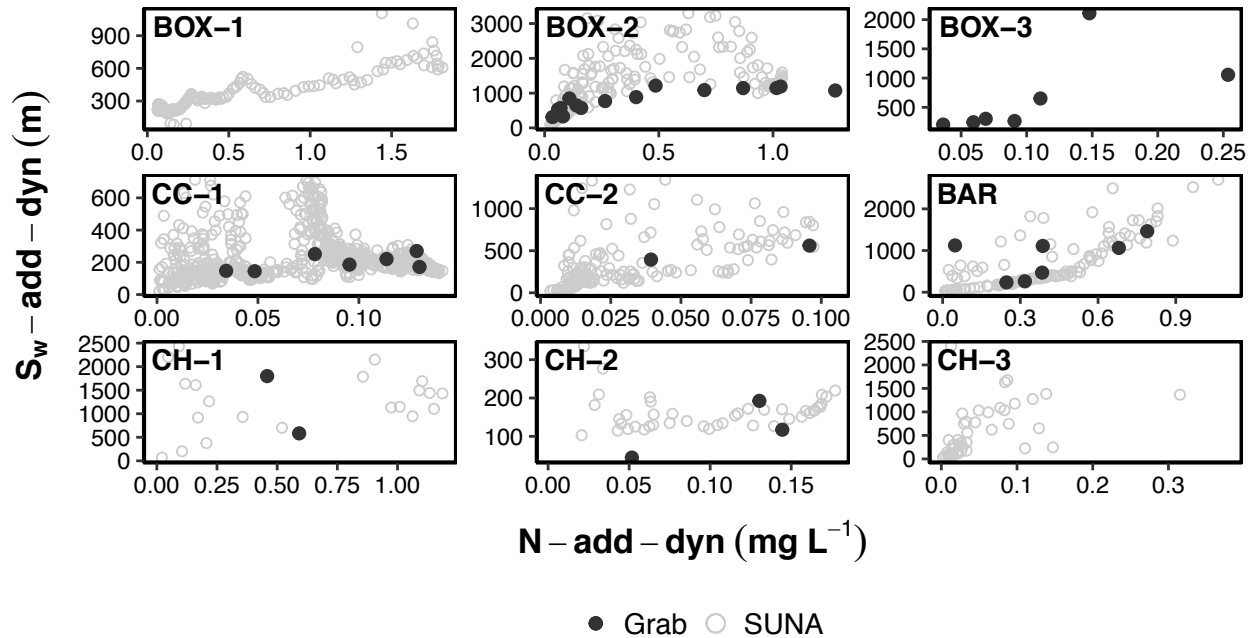 BOX−1
BOX−2
BOX−3
900
600
300
0.0 0.5 1.0 1.5
3000
2000
1000
0
0.0 0.5 1.0
2000
1500
1000
500
0.05 0.10 0.15 0.20 0.25
CC−1
CC−2
BAR
600
400
200
0
0.00 0.05 0.10
1000
500
0
0.000 0.025 0.050 0.075 0.100
2000
1000
0
0.0 0.3 0.6 0.9
CH−1
CH−2
CH−3
2500
2000
1500
1000
500
0
0.00 0.25 0.50 0.75 1.00
300
200
100
0.00 0.05 0.10 0.15
2500
2000
1500
1000
500
0
0.0 0.1 0.2 0.3
Sw − add − dyn (m)
N − add − dyn (mg L−1)
Grab SUNA